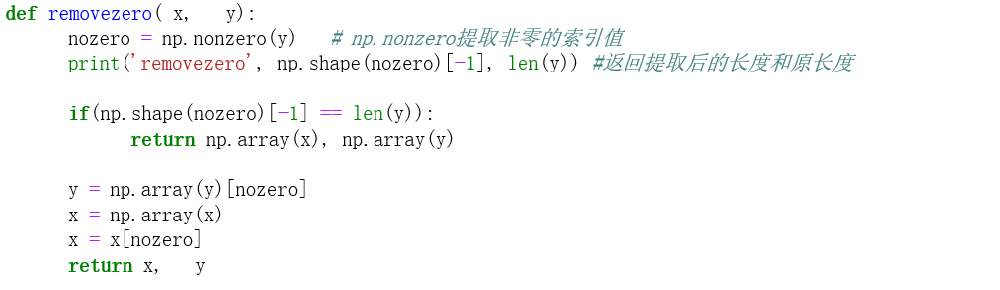 def removezero( x,   y):
      nozero = np.nonzero(y)   # np.nonzero提取非零的索引值
      print('removezero', np.shape(nozero)[-1], len(y)) #返回提取后的长度和原长度
      if(np.shape(nozero)[-1] == len(y)):
            return np.array(x), np.array(y)
      y = np.array(y)[nozero]
      x = np.array(x)
      x = x[nozero]
      return x,   y